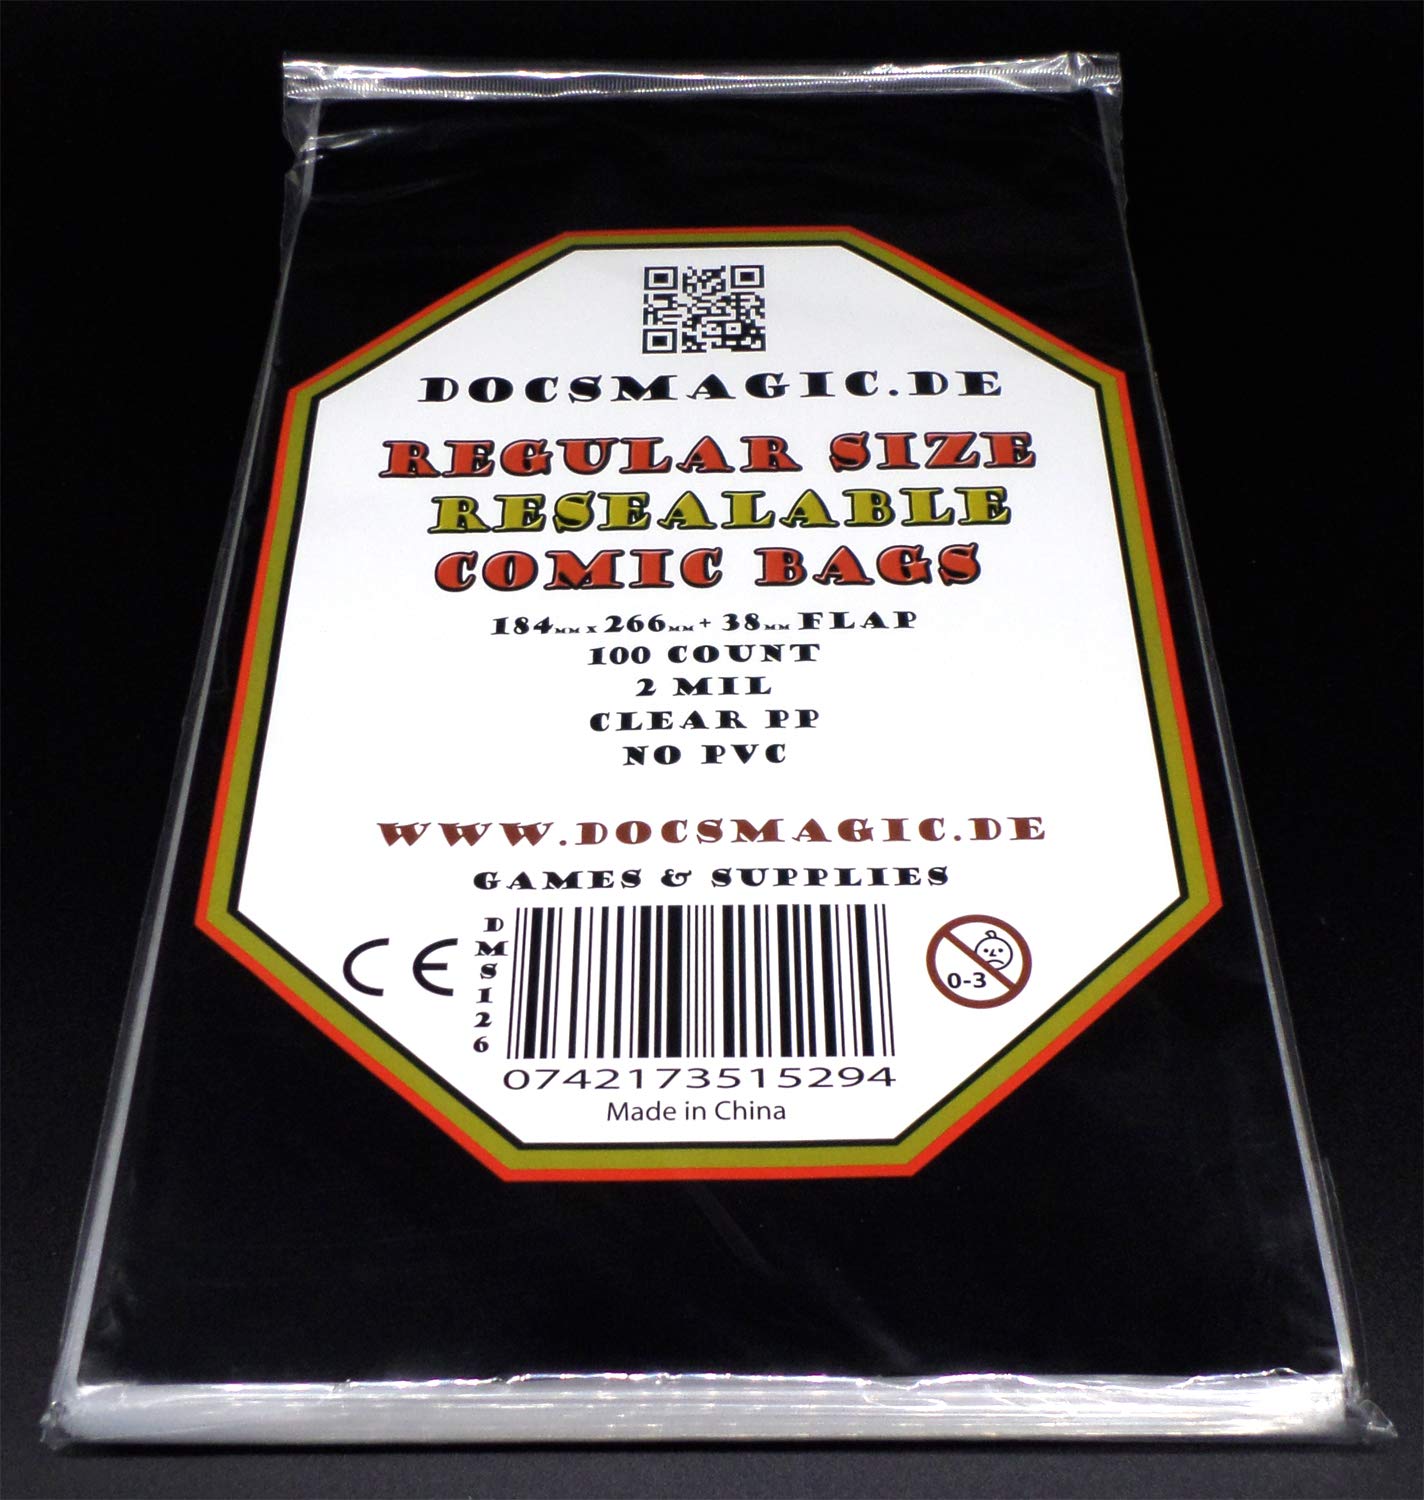 DOCSMAGIC.DE
REGULAR SIZE
RESEALABLE
COMIC BAGS
184MM X 266MM + 38MM FLAP
100 COUNT
2 MIL
CLEAR PP
NO PVC
WWW.DOCSMAGIC.DE
GAMES & SUPPLIES
CE
DMS126
0-3
0742173515294
Made in China